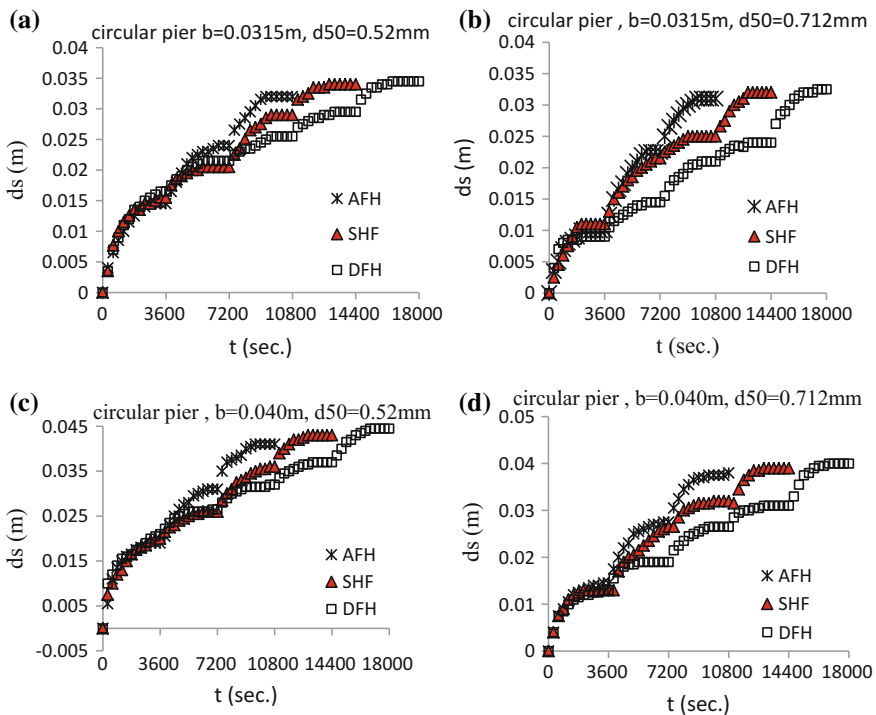 (a)
circular pier b=0.0315m, d50=0.52mm
0.04
0.035
0.03
0.025
0.02
0.015
0.01
0.005
0
ds (m)
AFH
SHF
DFH
0 3600 7200 10800 14400 18000
t (sec.)
(b)
circular pier , b=0.0315m, d50=0.712mm
0.04
0.035
0.03
0.025
0.02
0.015
0.01
0.005
0
ds (m)
AFH
SHF
DFH
0 3600 7200 10800 14400 18000
t (sec.)
(c)
circular pier , b=0.040m, d50=0.52mm
0.045
0.035
0.025
0.015
0.005
-0.005
ds (m)
AFH
SHF
DFH
0 3600 7200 10800 14400 18000
t (sec.)
(d)
circular pier , b=0.040m, d50=0.712mm
0.05
0.04
0.03
0.02
0.01
0
ds (m)
AFH
SHF
DFH
0 3600 7200 10800 14400 18000
t (sec.)